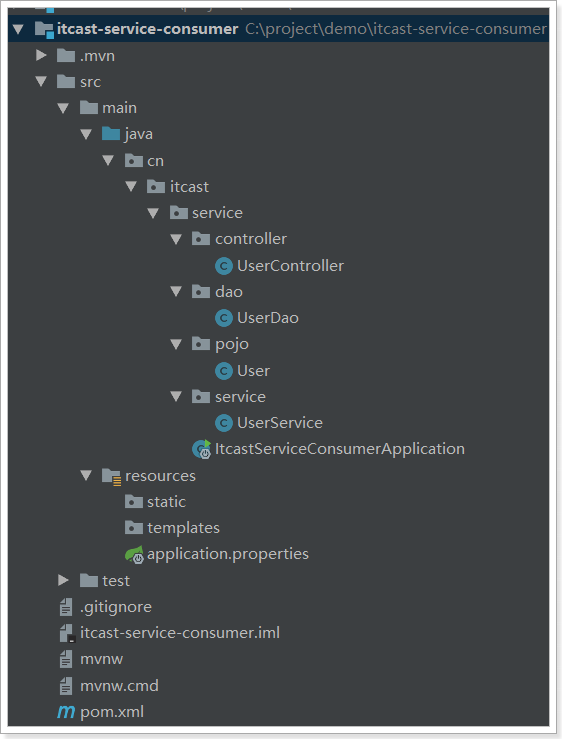 itcast-service-consumer C:\project\demo\itcast-service-consumer
.mvn
src
main
java
cn
itcast
service
controller
UserController
dao
UserDao
pojo
User
service
UserService
ItcastServiceConsumerApplication
resources
static
templates
application.properties
test
.gitignore
itcast-service-consumer.iml
mvnw
mvnw.cmd
pom.xml